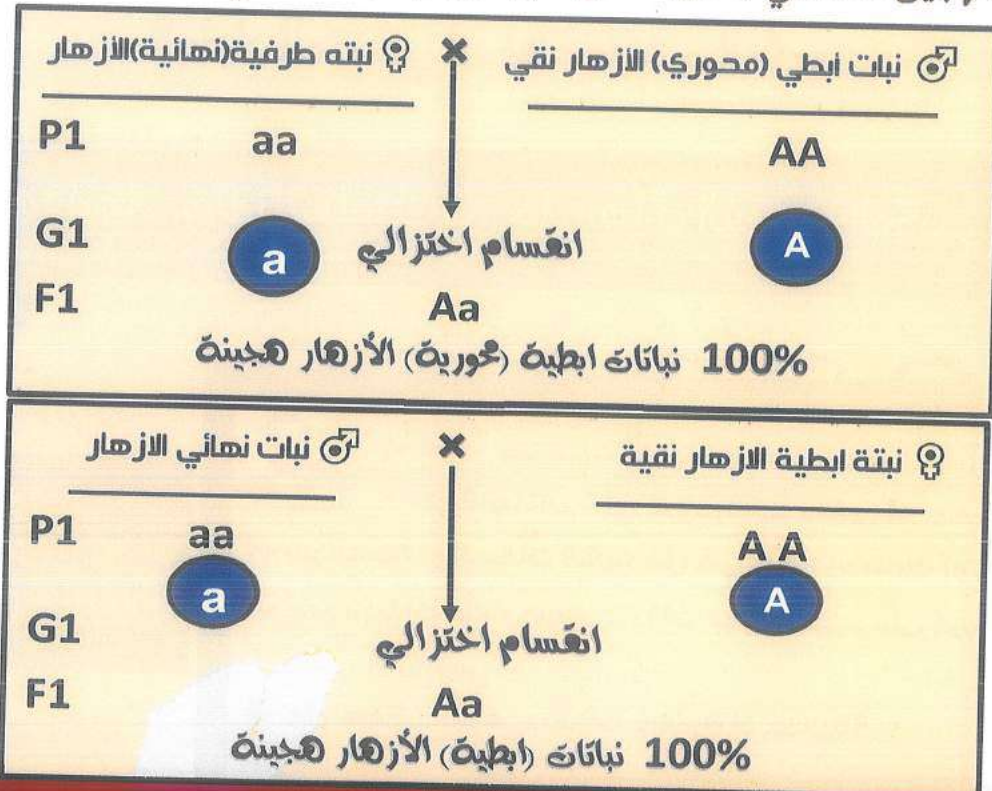 ♂ نبات أبطي (محوري) الأزهار نقي × ♀ نبته طرفية(نهائية)الأزهار
P1 aa AA
G1 a انقسام اختزالي A
F1 Aa
100% نباتات ابطية (محورية) الأزهار هجينة
♀ نبتة ابطية الازهار نقية × ♂ نبات نهائي الازهار
P1 aa A A
a A
G1 انقسام اختزالي
F1 Aa
100% نباتات (ابطية) الأزهار هجينة